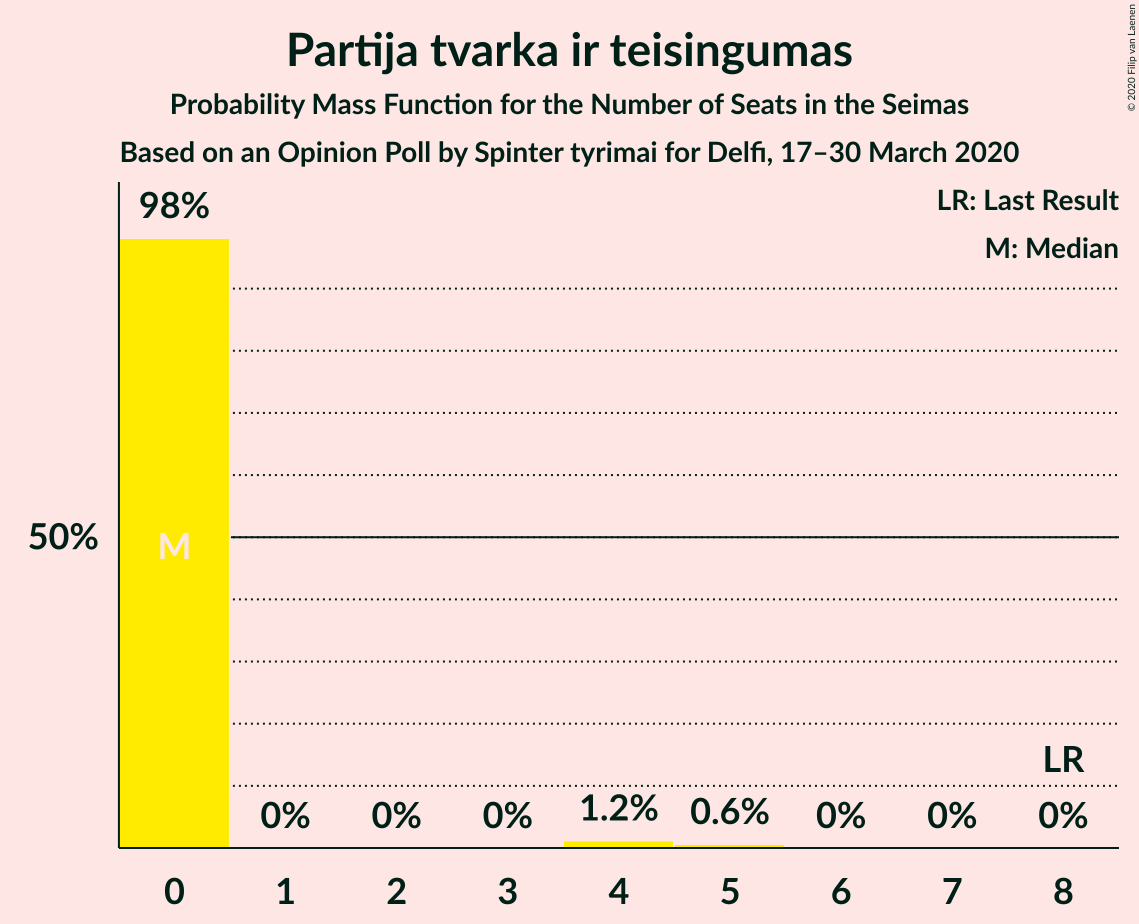 Partija tvarka ir teisingumas
Probability Mass Function for the Number of Seats in the Seimas
Based on an Opinion Poll by Spinter tyrimai for Delfi, 17–30 March 2020
© 2020 Filip van Laenen
LR: Last Result
M: Median
98%
50%
M
LR
0% 0% 0% 1.2% 0.6% 0% 0% 0%
0 1 2 3 4 5 6 7 8